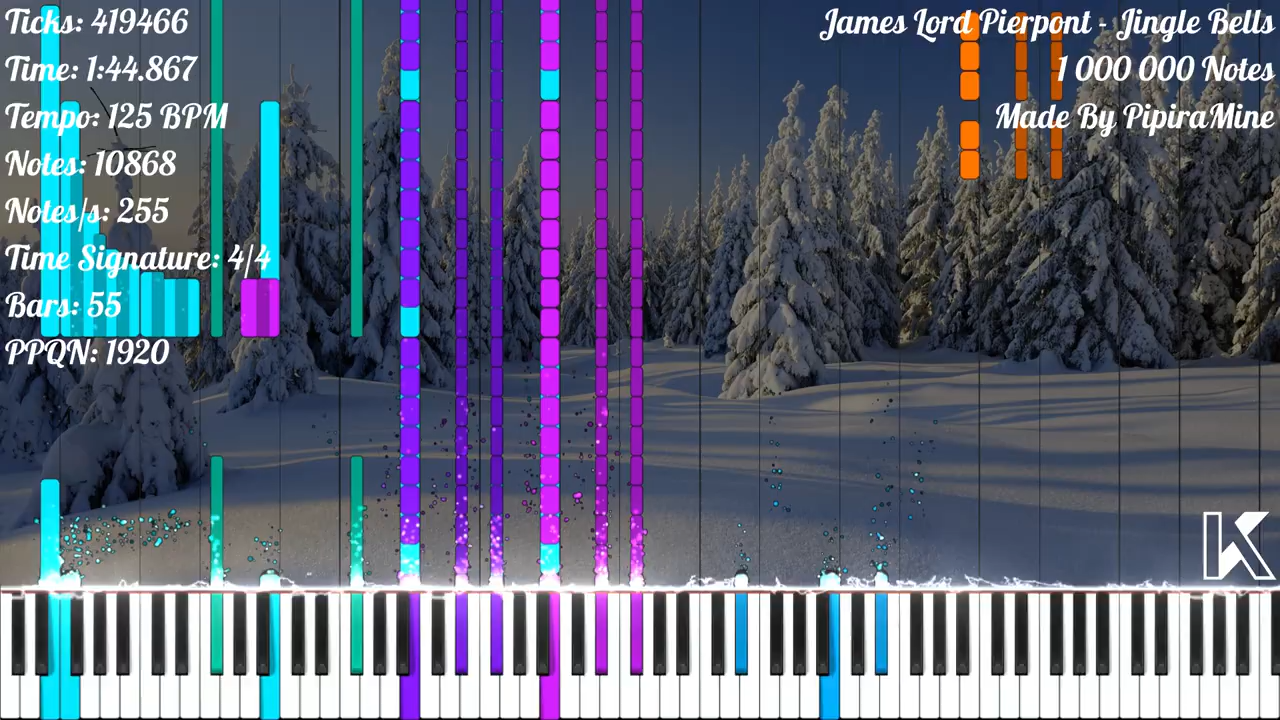 Ticks: 419466
Time: 1:44.867
Tempo: 125 BPM
Notes: 10868
Notes/s: 255
Time Signature: 4/4
Bars: 55
PPQN: 1920
James Lord Pierpont - Jingle Bells
1 000 000 Notes
Made By PipiraMine
K